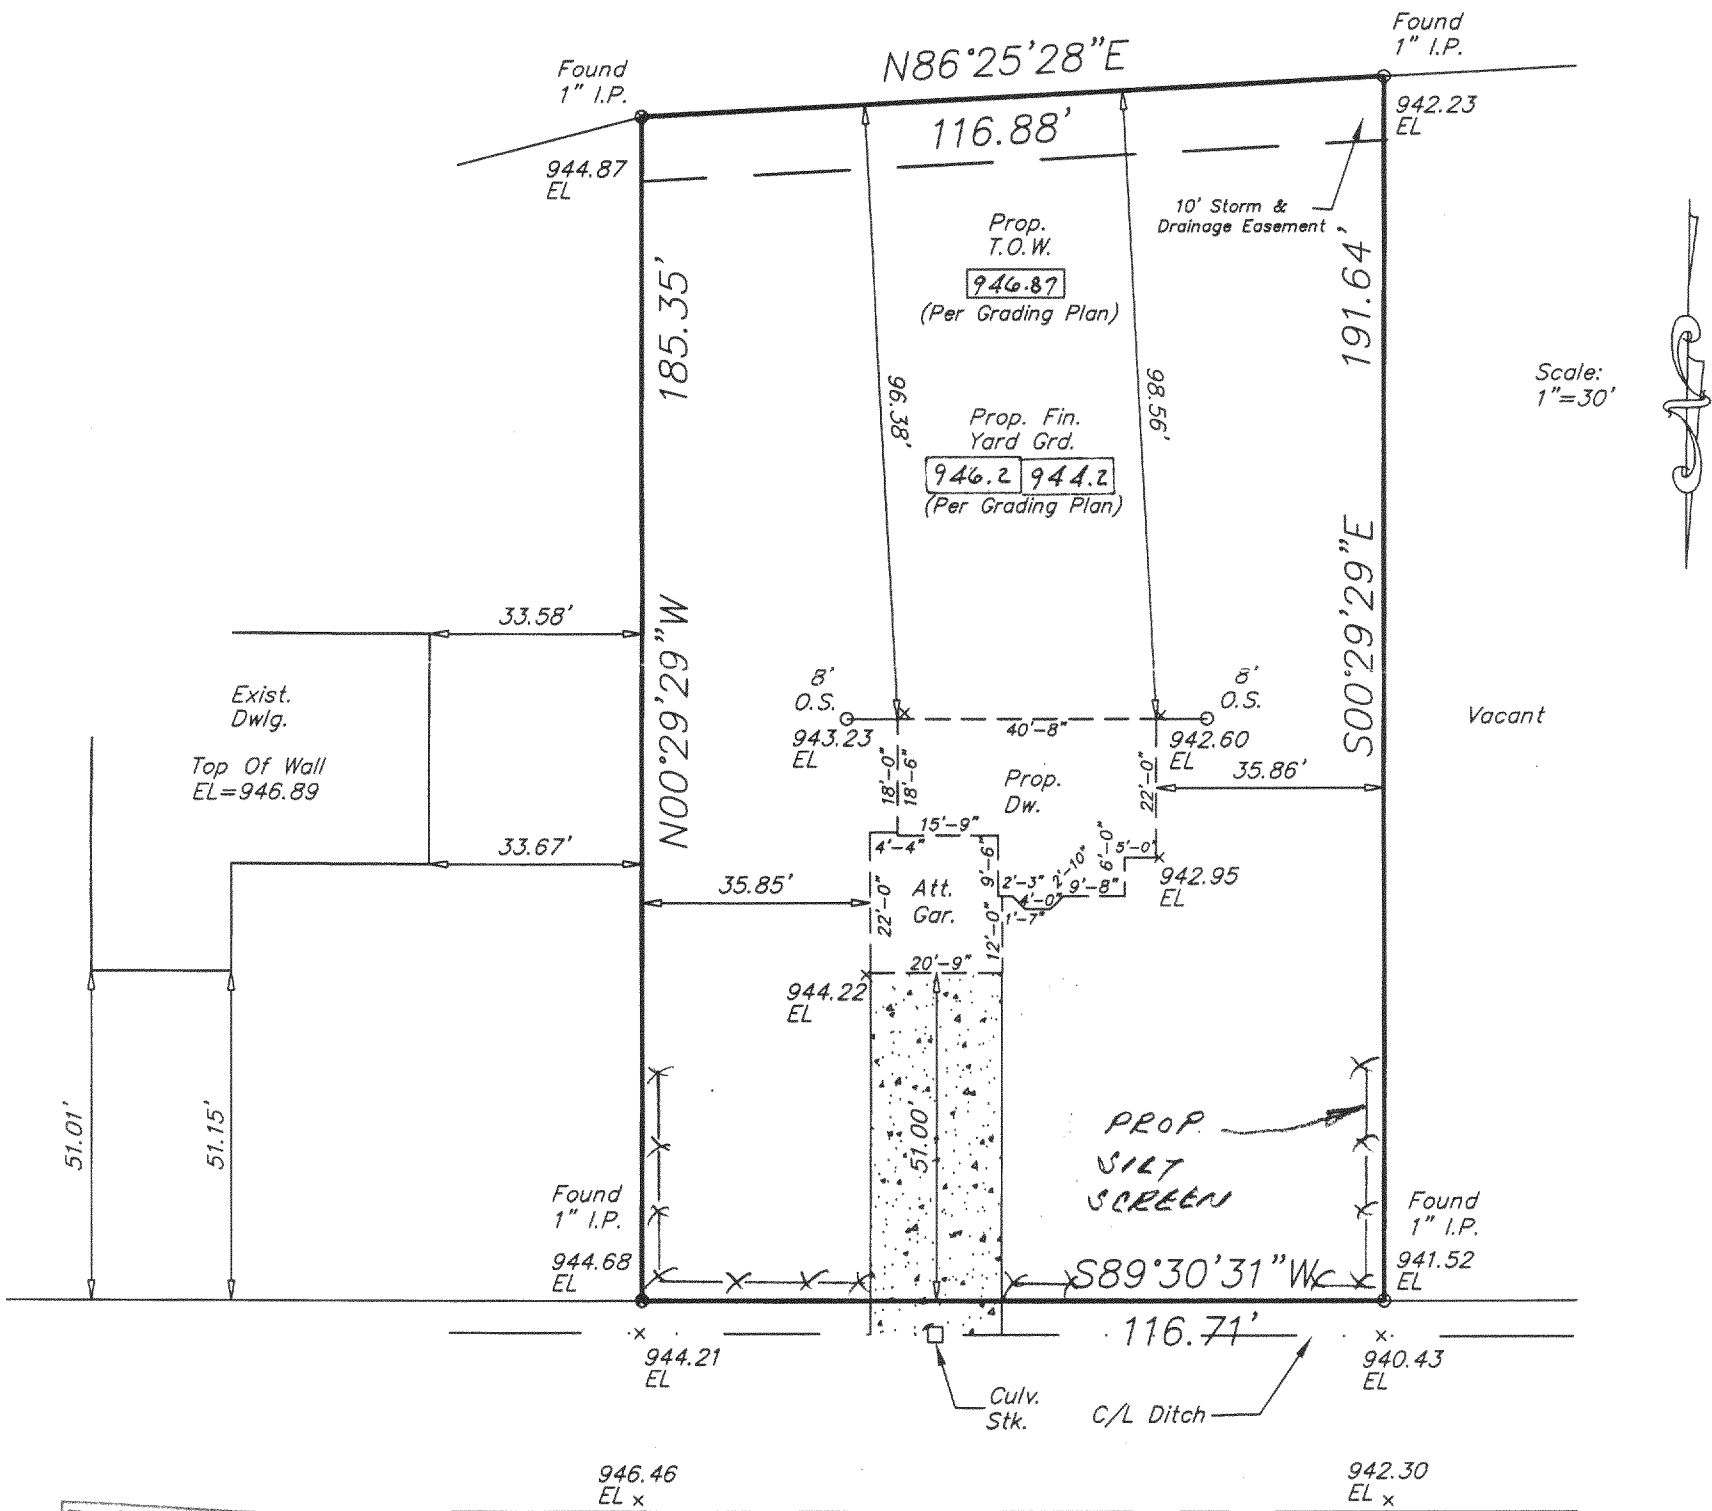 Found
1" I.P.
Found
1" I.P.
N86°25'28"E
116.88'
942.23
EL
944.87
EL
10' Storm &
Drainage Easement
Prop.
T.O.W.
946.87
(Per Grading Plan)
185.35'
191.64'
Scale:
1"=30'
96.38'
98.56'
Prop. Fin.
Yard Grd.
946.2 944.2
(Per Grading Plan)
N00°29'29"W
S00°29'29"E
33.58'
Exist.
Dwlg.
Top Of Wall
EL=946.89
33.67'
8'
O.S.
943.23
EL
40'-8"
8'
O.S.
942.60
EL
Vacant
18'-0"
18'-6"
Prop.
Dw.
22'-0"
35.86'
15'-9"
4'-4"
9'-6"
2'-3"
2'-10"
4'-0"
1'-7"
9'-8"
6'-0"
5'-0"
942.95
EL
35.85'
22'-0"
Att.
Gar.
12'-0"
20'-9"
944.22
EL
51.01'
51.15'
51.00'
PROP.
SILT
SCREEN
Found
1" I.P.
944.68
EL
Found
1" I.P.
941.52
EL
S89°30'31"W
116.71'
944.21
EL
940.43
EL
Culv.
Stk.
C/L Ditch
946.46
EL
942.30
EL